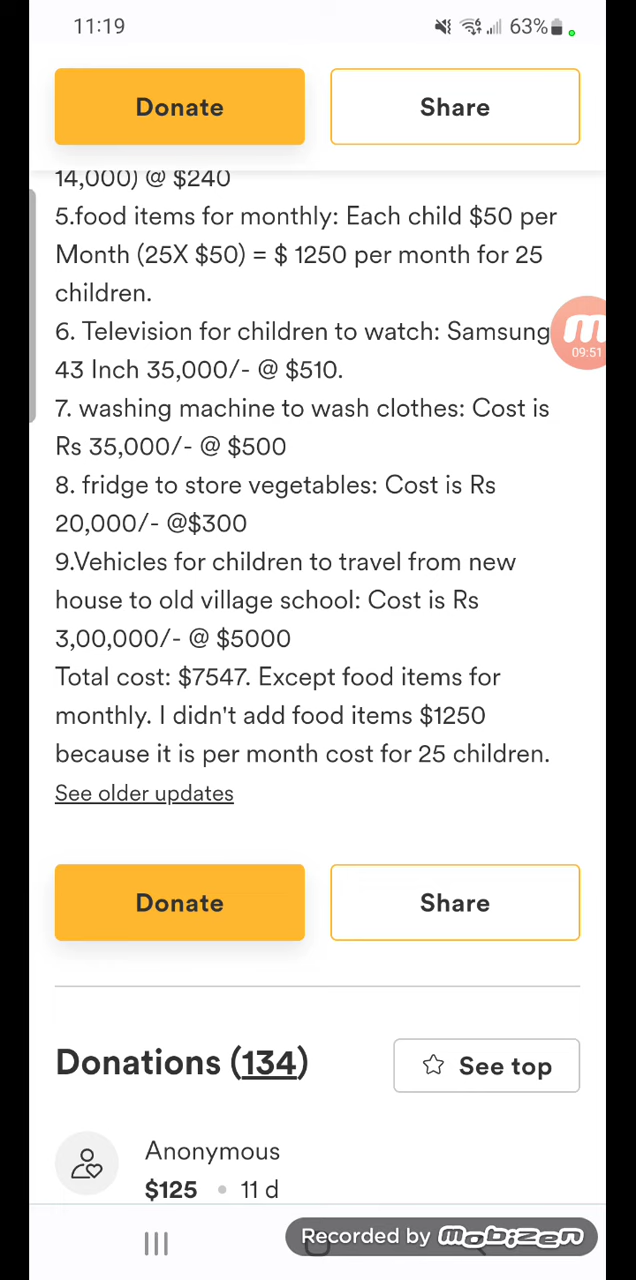 11:19
63%
Donate
Share
14,000) @ $240
5.food items for monthly: Each child $50 per
Month (25X $50) = $ 1250 per month for 25
children.
6. Television for children to watch: Samsung
43 Inch 35,000/- @ $510.
09:51
7. washing machine to wash clothes: Cost is
Rs 35,000/- @ $500
8. fridge to store vegetables: Cost is Rs
20,000/- @$300
9.Vehicles for children to travel from new
house to old village school: Cost is Rs
3,00,000/- @ $5000
Total cost: $7547. Except food items for
monthly. I didn't add food items $1250
because it is per month cost for 25 children.
See older updates
Donate
Share
Donations (134)
See top
Anonymous
$125 • 11 d
Recorded by mobizen